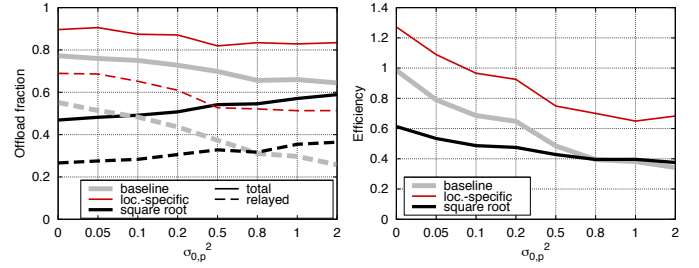 Offload fraction
1
0.8
0.6
0.4
0.2
0
baseline
loc.-specific
square root
total
relayed
0 0.05 0.1 0.2 0.5 0.8 1 2
σ0,p2
Efficiency
1.4
1.2
1
0.8
0.6
0.4
0.2
0
baseline
loc.-specific
square root
0 0.05 0.1 0.2 0.5 0.8 1 2
σ0,p2